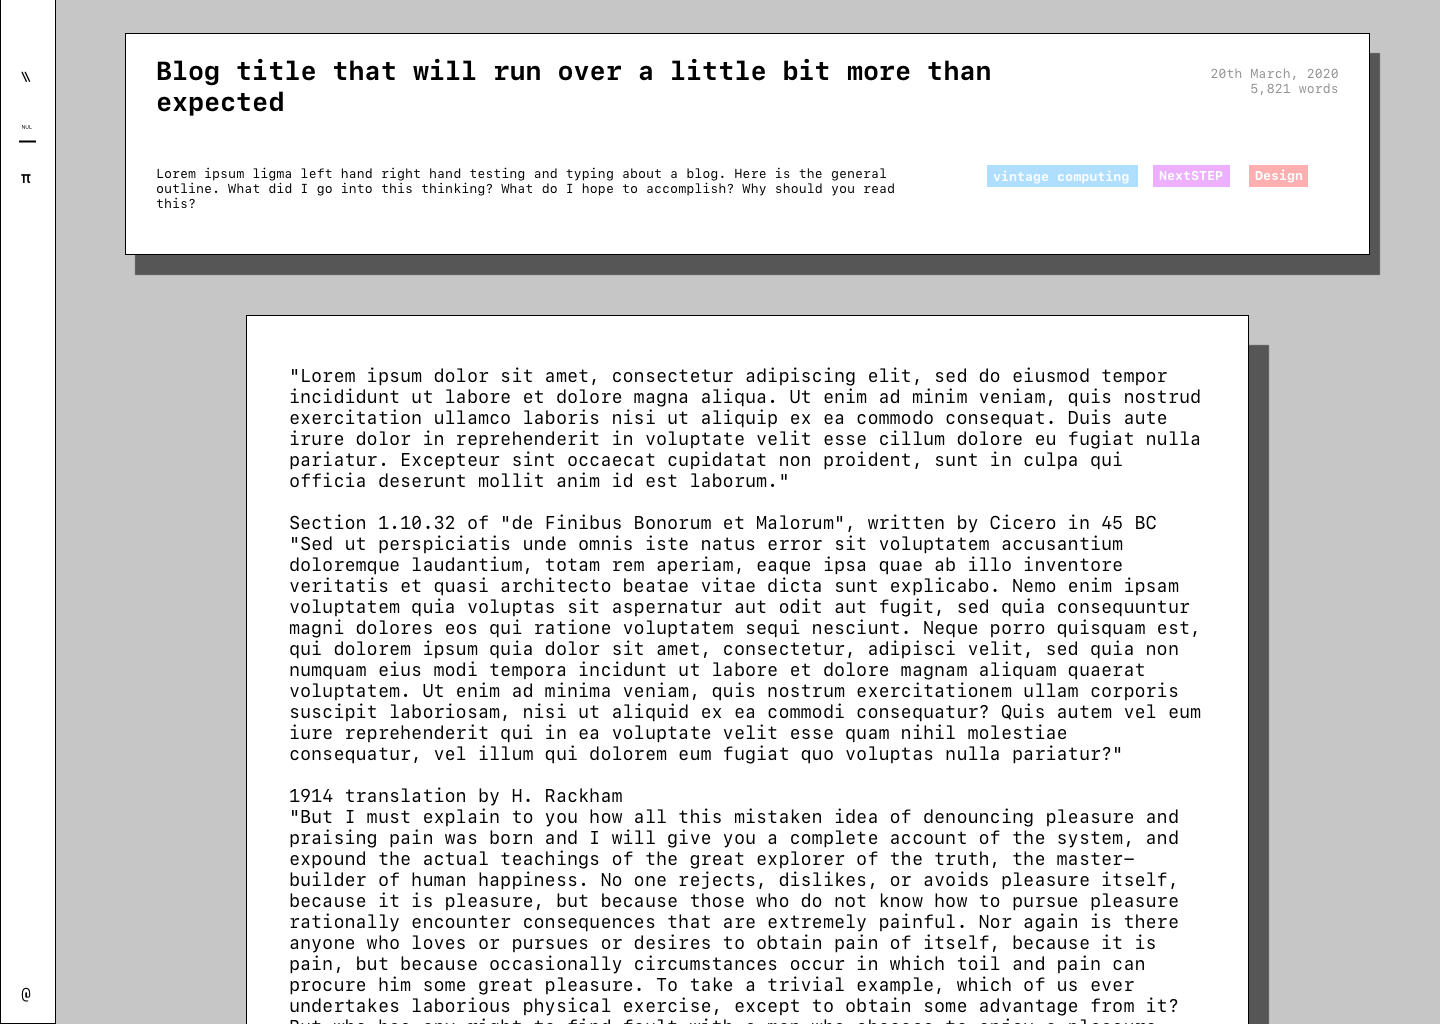 \\
NUL
π
@
Blog title that will run over a little bit more than
expected
20th March, 2020
5,821 words
Lorem ipsum ligma left hand right hand testing and typing about a blog. Here is the general
outline. What did I go into this thinking? What do I hope to accomplish? Why should you read
this?
vintage computing
NextSTEP
Design
"Lorem ipsum dolor sit amet, consectetur adipiscing elit, sed do eiusmod tempor
incididunt ut labore et dolore magna aliqua. Ut enim ad minim veniam, quis nostrud
exercitation ullamco laboris nisi ut aliquip ex ea commodo consequat. Duis aute
irure dolor in reprehenderit in voluptate velit esse cillum dolore eu fugiat nulla
pariatur. Excepteur sint occaecat cupidatat non proident, sunt in culpa qui
officia deserunt mollit anim id est laborum."
Section 1.10.32 of "de Finibus Bonorum et Malorum", written by Cicero in 45 BC
"Sed ut perspiciatis unde omnis iste natus error sit voluptatem accusantium
doloremque laudantium, totam rem aperiam, eaque ipsa quae ab illo inventore
veritatis et quasi architecto beatae vitae dicta sunt explicabo. Nemo enim ipsam
voluptatem quia voluptas sit aspernatur aut odit aut fugit, sed quia consequuntur
magni dolores eos qui ratione voluptatem sequi nesciunt. Neque porro quisquam est,
qui dolorem ipsum quia dolor sit amet, consectetur, adipisci velit, sed quia non
numquam eius modi tempora incidunt ut labore et dolore magnam aliquam quaerat
voluptatem. Ut enim ad minima veniam, quis nostrum exercitationem ullam corporis
suscipit laboriosam, nisi ut aliquid ex ea commodi consequatur? Quis autem vel eum
iure reprehenderit qui in ea voluptate velit esse quam nihil molestiae
consequatur, vel illum qui dolorem eum fugiat quo voluptas nulla pariatur?"
1914 translation by H. Rackham
"But I must explain to you how all this mistaken idea of denouncing pleasure and
praising pain was born and I will give you a complete account of the system, and
expound the actual teachings of the great explorer of the truth, the master-
builder of human happiness. No one rejects, dislikes, or avoids pleasure itself,
because it is pleasure, but because those who do not know how to pursue pleasure
rationally encounter consequences that are extremely painful. Nor again is there
anyone who loves or pursues or desires to obtain pain of itself, because it is
pain, but because occasionally circumstances occur in which toil and pain can
procure him some great pleasure. To take a trivial example, which of us ever
undertakes laborious physical exercise, except to obtain some advantage from it?
But who has any right to find fault with a man who chooses to enjoy a pleasure